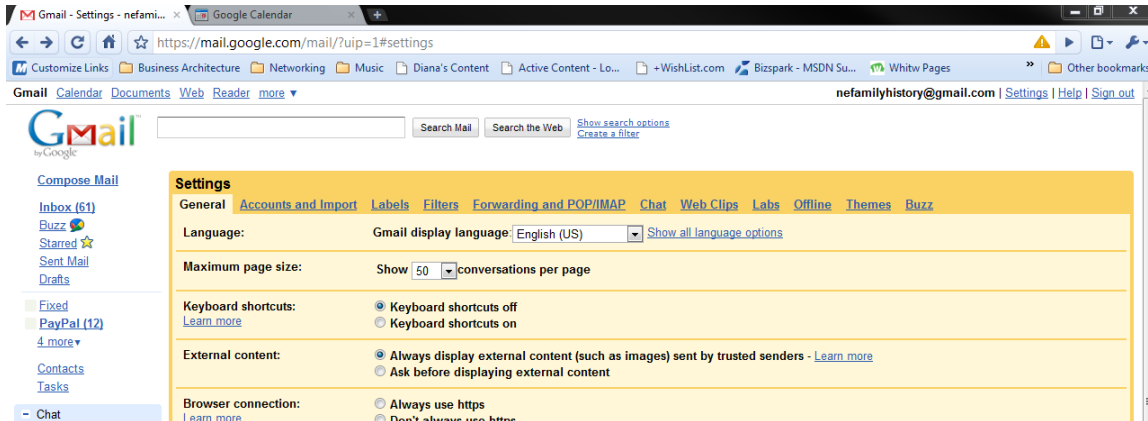 Gmail - Settings - nefami... Google Calendar
https://mail.google.com/mail/?uip=1#settings
Customize Links Business Architecture Networking Music Diana's Content Active Content - Lo... +WishList.com Bizspark - MSDN Su... Whitw Pages » Other bookmarks
Gmail Calendar Documents Web Reader more ▼ nefamilyhistory@gmail.com | Settings | Help | Sign out
Gmail
by Google
Search Mail Search the Web Show search options
Create a filter
Compose Mail
Inbox (61)
Buzz
Starred
Sent Mail
Drafts
Fixed
PayPal (12)
4 more▼
Contacts
Tasks
− Chat
Settings
General Accounts and Import Labels Filters Forwarding and POP/IMAP Chat Web Clips Labs Offline Themes Buzz
Language: Gmail display language: English (US) Show all language options
Maximum page size: Show 50 conversations per page
Keyboard shortcuts: Keyboard shortcuts off
Learn more Keyboard shortcuts on
External content: Always display external content (such as images) sent by trusted senders - Learn more
Ask before displaying external content
Browser connection: Always use https
Learn more Don't always use https